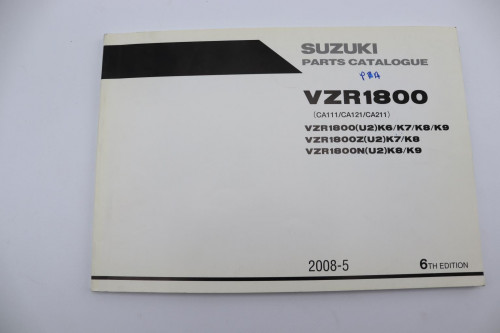 SUZUKI
PARTS CATALOGUE
VZR1800
(CA111/CA121/CA211)
VZR1800(U2)K6/K7/K8/K9
VZR1800Z(U2)K7/K8
VZR1800N(U2)K8/K9
2008-5 6TH EDITION